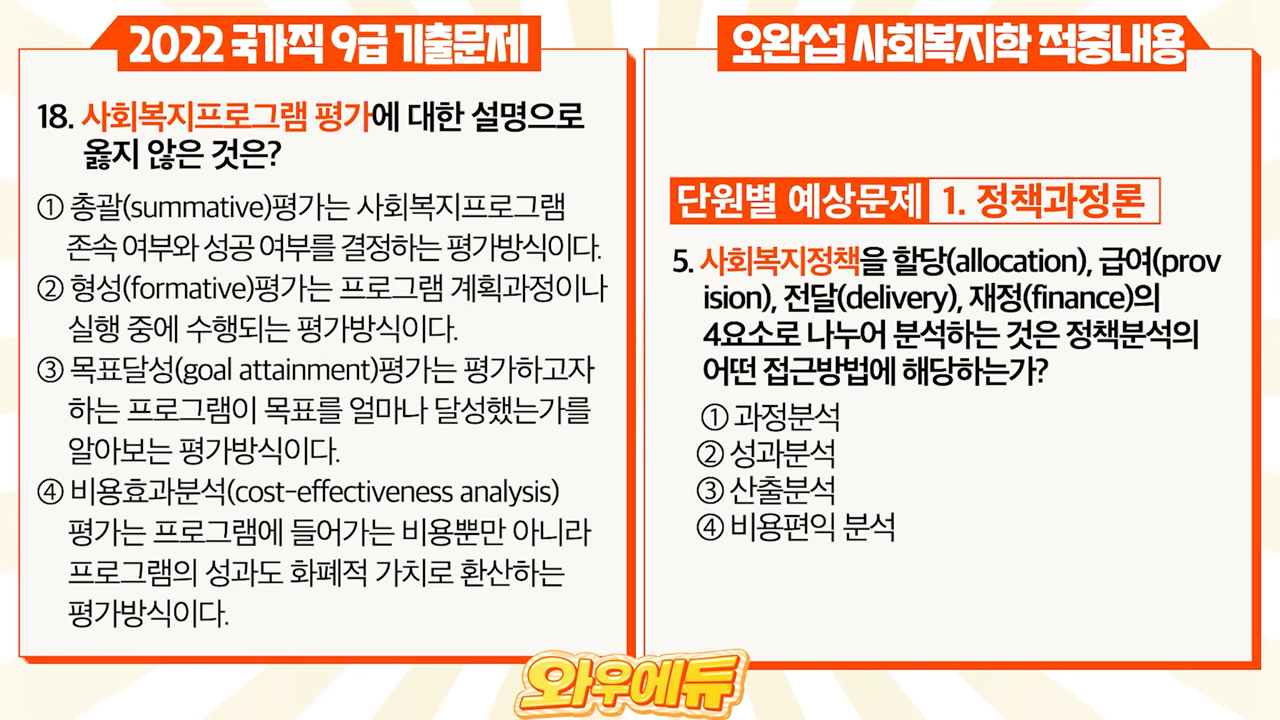 2022 국가직 9급 기출문제
18. 사회복지프로그램 평가에 대한 설명으로
옳지 않은 것은?
① 총괄(summative)평가는 사회복지프로그램
존속 여부와 성공 여부를 결정하는 평가방식이다.
② 형성(formative)평가는 프로그램 계획과정이나
실행 중에 수행되는 평가방식이다.
③ 목표달성(goal attainment)평가는 평가하고자
하는 프로그램이 목표를 얼마나 달성했는가를
알아보는 평가방식이다.
④ 비용효과분석(cost-effectiveness analysis)
평가는 프로그램에 들어가는 비용뿐만 아니라
프로그램의 성과도 화폐적 가치로 환산하는
평가방식이다.
오완섭 사회복지학 적중내용
단원별 예상문제 1. 정책과정론
5. 사회복지정책을 할당(allocation), 급여(prov
ision), 전달(delivery), 재정(finance)의
4요소로 나누어 분석하는 것은 정책분석의
어떤 접근방법에 해당하는가?
① 과정분석
② 성과분석
③ 산출분석
④ 비용편익 분석
와우에듀